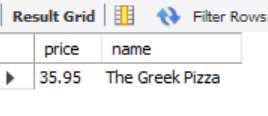 Result Grid Filter Rows:
price name
35.95 The Greek Pizza